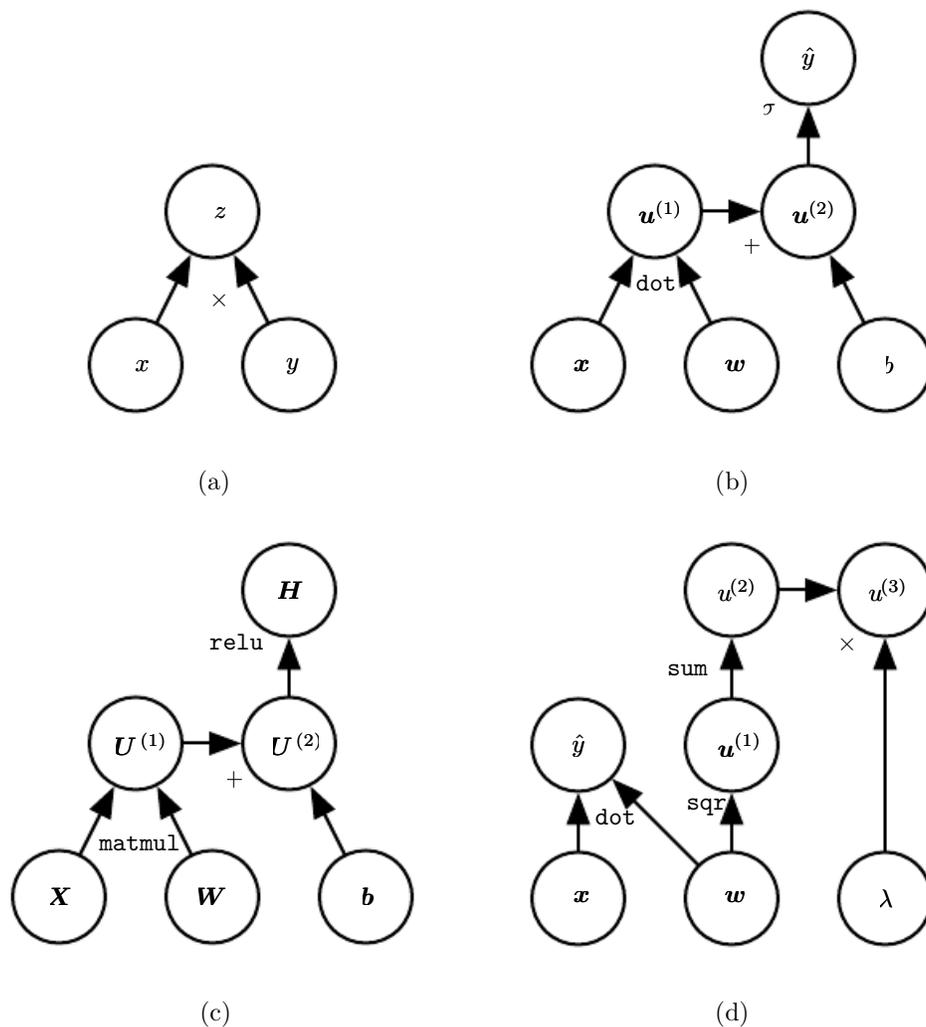 ŷ
σ
z
u^(1)
u^(2)
+
dot
×
x
y
x
w
b
(a)
(b)
H
u^(2)
u^(3)
relu
×
sum
U^(1)
U^(2)
ŷ
u^(1)
+
matmul
dot
sqr
X
W
b
x
w
λ
(c)
(d)